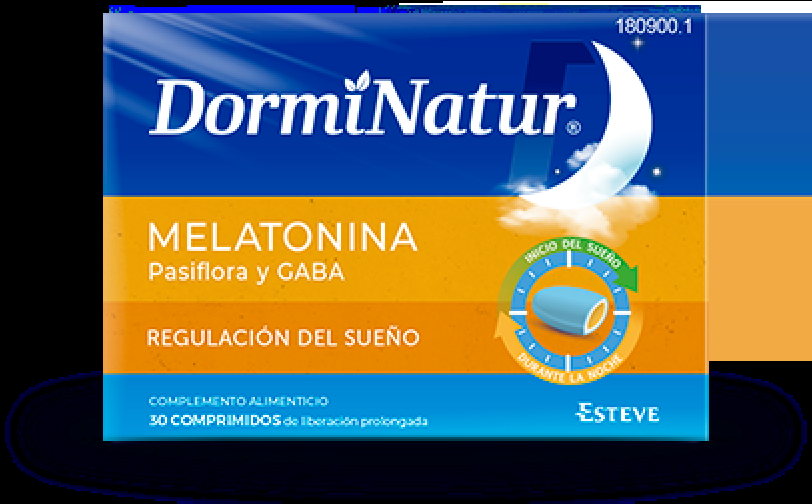 180900.1
DormiNatur®
MELATONINA
Pasiflora y GABA
INICIO DEL SUEÑO
REGULACIÓN DEL SUEÑO
DURANTE LA NOCHE
COMPLEMENTO ALIMENTICIO
30 COMPRIMIDOS de liberación prolongada
ESTEVE